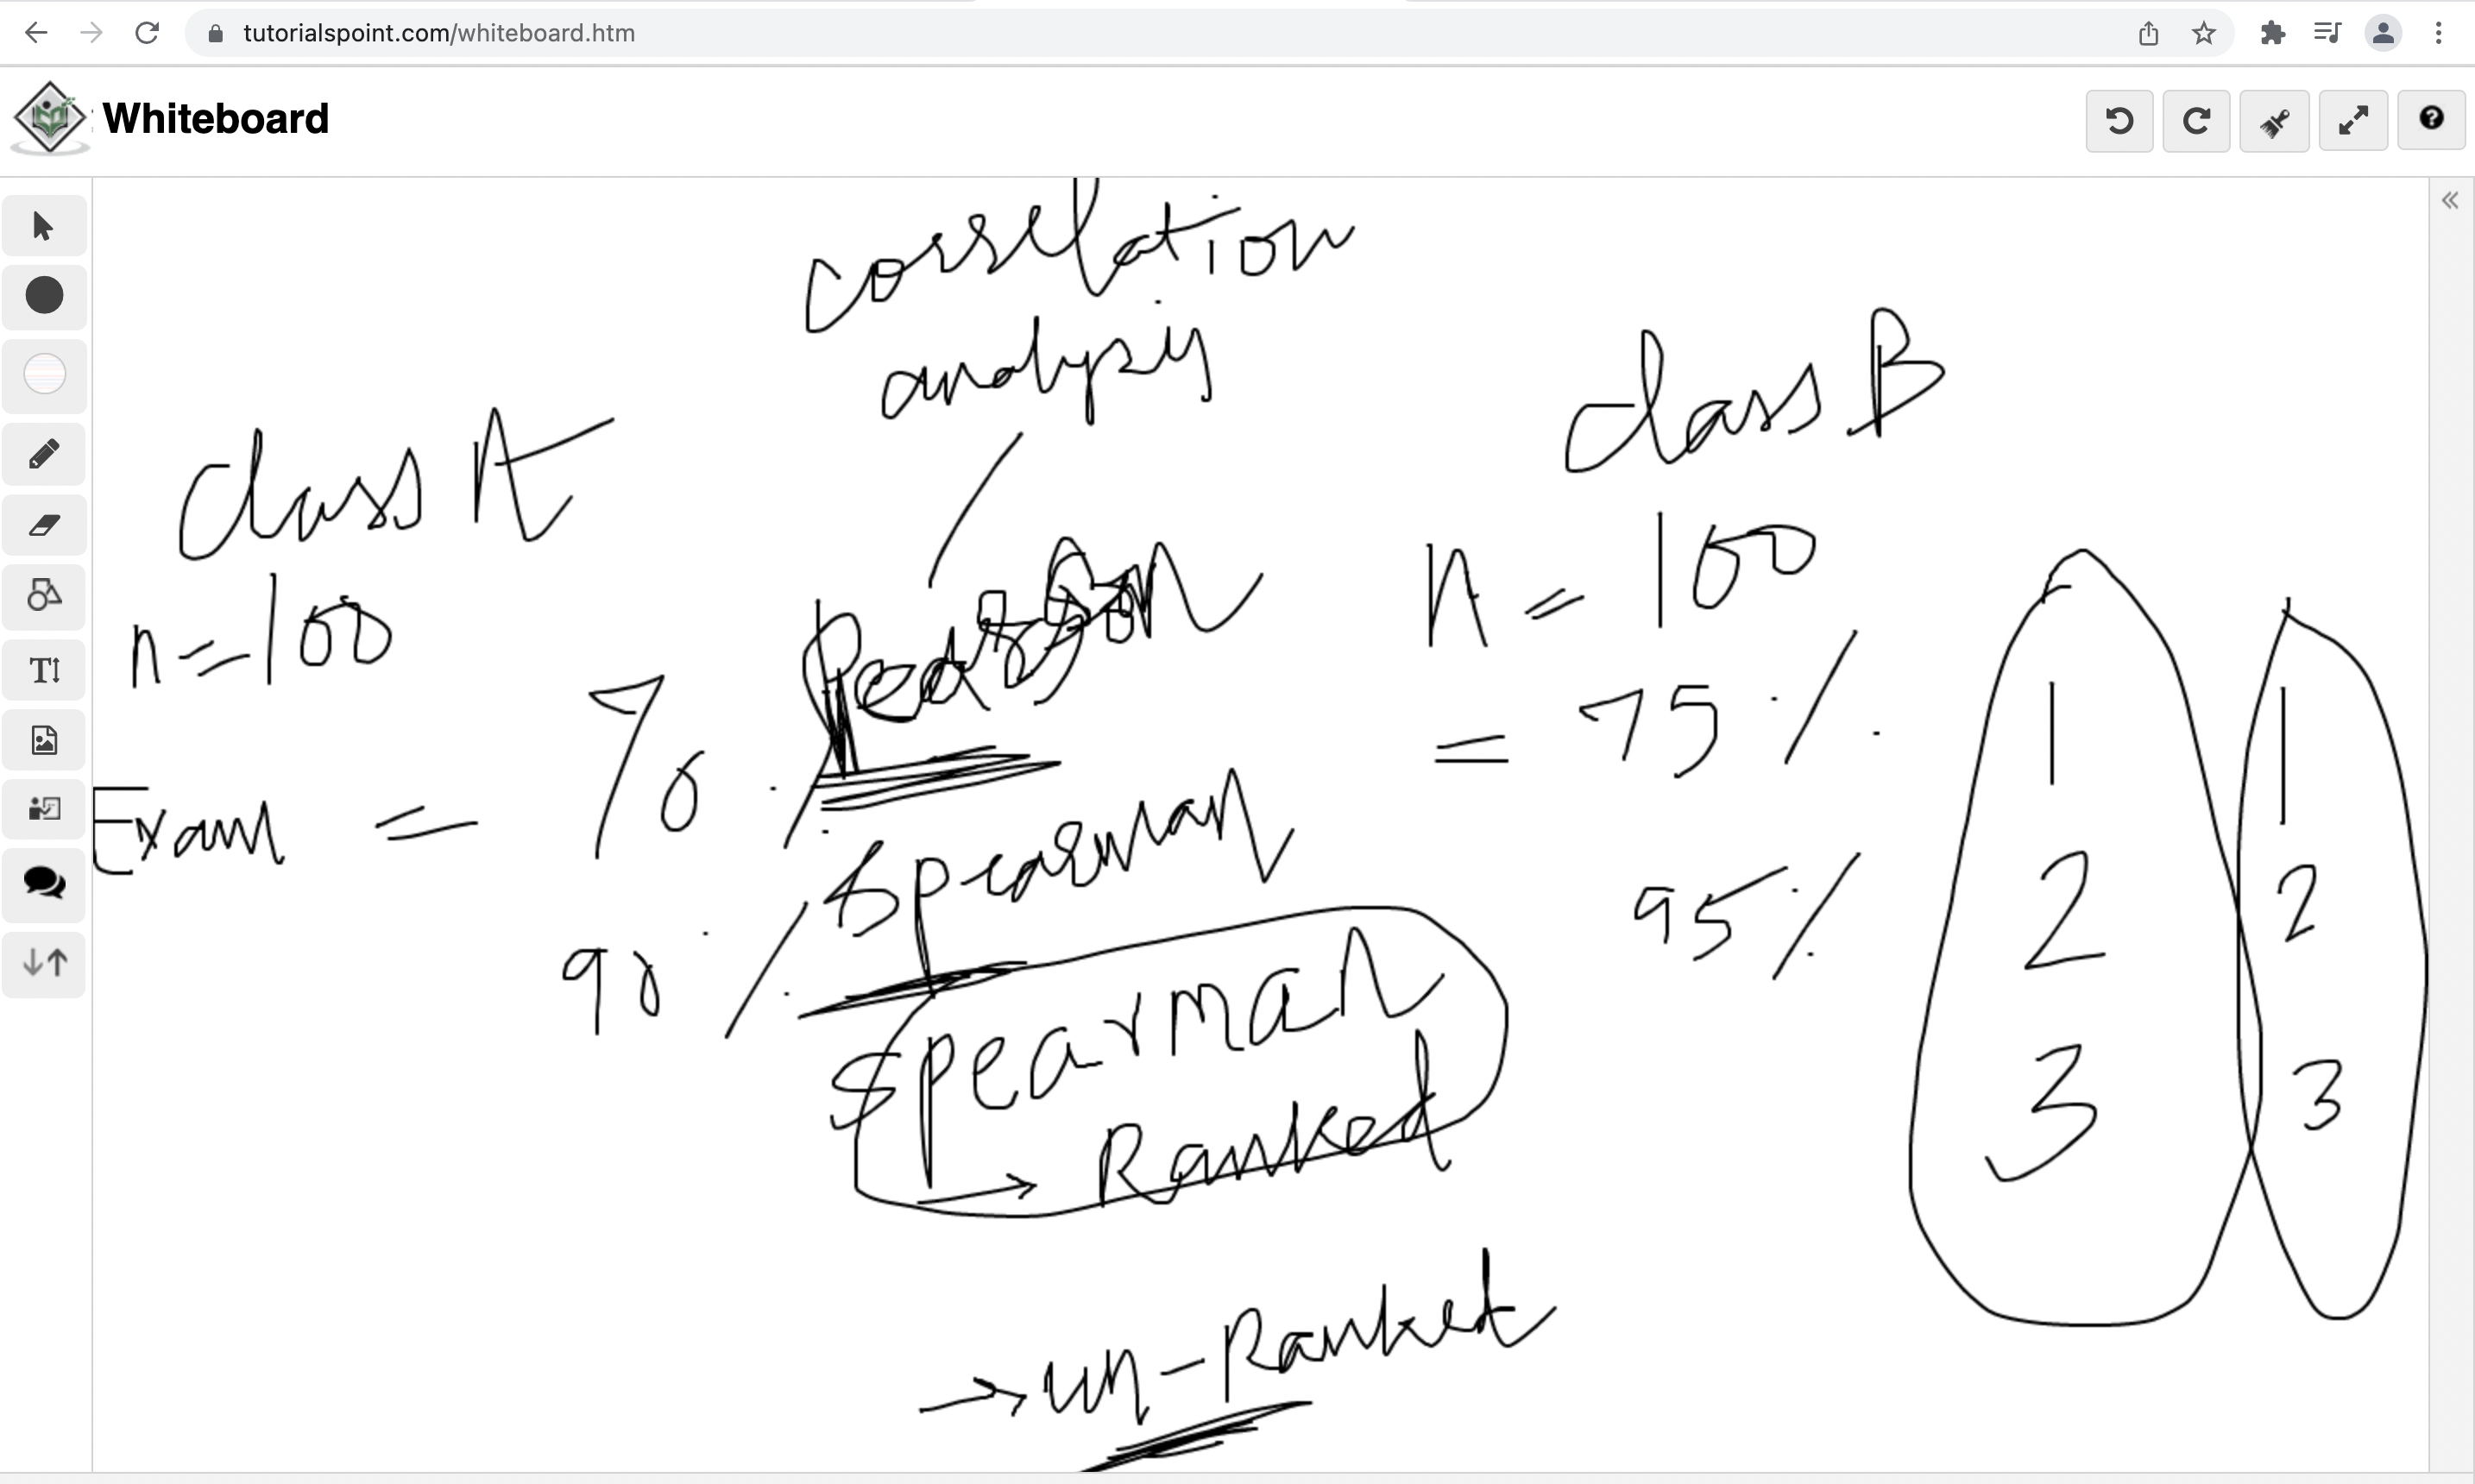 tutorialspoint.com/whiteboard.htm
Whiteboard
correlation
analysis
class A
n=100
Exam = 70 %
90 %
Pearson
Spearman
Spearman
→ Ranked
→ un-Ranket
class B
n = 100
= 75 %
95 %
1 1
2 2
3 3